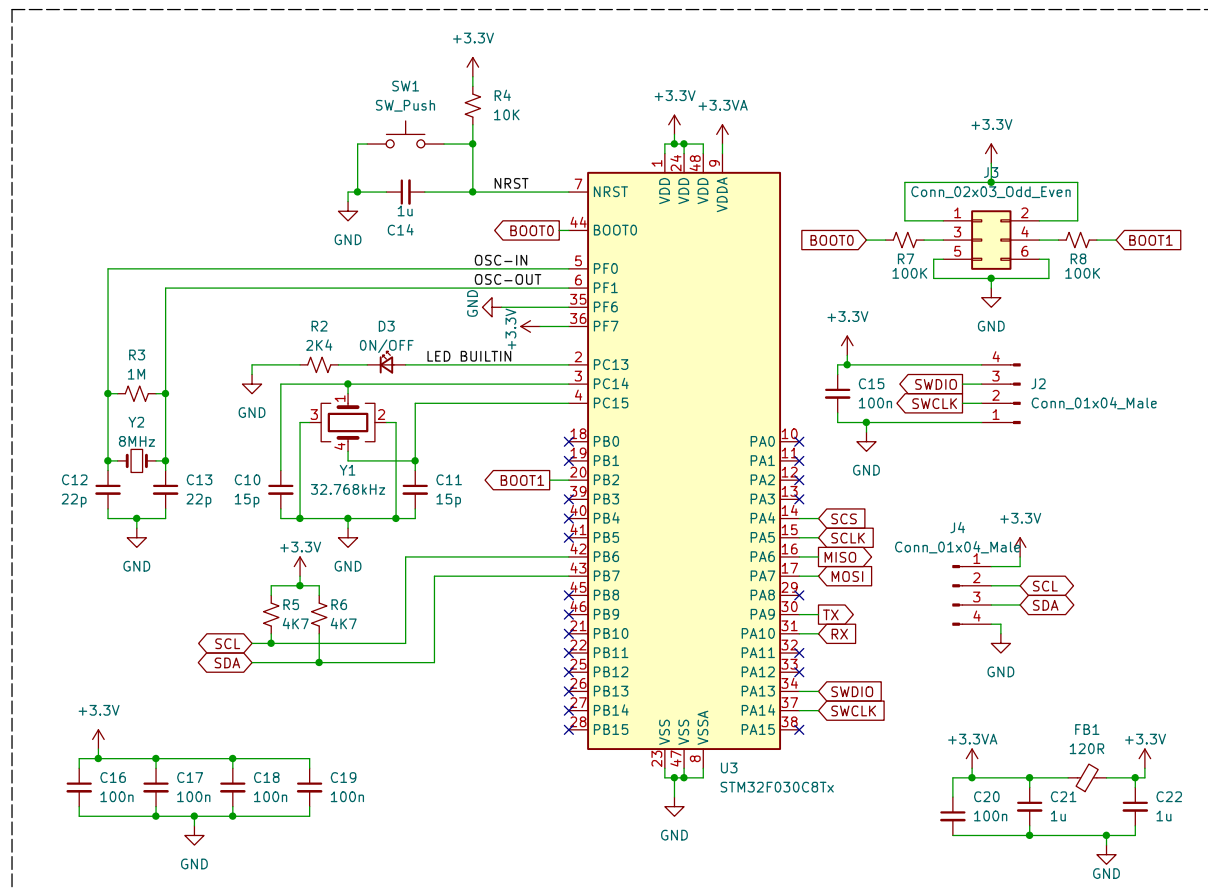 +3.3V
SW1
SW_Push
R4
10K
1u
C14
GND
NRST
+3.3V
+3.3VA
1
24
48
9
VDD
VDD
VDD
VDDA
7
NRST
BOOT0
44
BOOT0
OSC-IN
5
PF0
OSC-OUT
6
PF1
GND
35
PF6
+3.3V
36
PF7
R2
2K4
D3
ON/OFF
LED BUILTIN
2
PC13
GND
3
PC14
4
PC15
R3
1M
Y2
8MHz
C12
22p
C13
22p
GND
1
3
2
4
Y1
32.768kHz
C10
15p
C11
15p
GND
18
PB0
19
PB1
BOOT1
20
PB2
39
PB3
40
PB4
41
PB5
42
PB6
43
PB7
45
PB8
46
PB9
21
PB10
22
PB11
25
PB12
26
PB13
27
PB14
28
PB15
+3.3V
R5
4K7
R6
4K7
SCL
SDA
PA0
10
PA1
11
PA2
12
PA3
13
PA4
14
SCS
PA5
15
SCLK
PA6
16
MISO
PA7
17
MOSI
PA8
29
PA9
30
TX
PA10
31
RX
PA11
32
PA12
33
PA13
34
SWDIO
PA14
37
SWCLK
PA15
38
VSS
VSS
VSSA
23
47
8
U3
STM32F030C8Tx
GND
+3.3V
J3
Conn_02x03_Odd_Even
1
2
BOOT0
3
4
BOOT1
R7
100K
5
6
R8
100K
GND
+3.3V
C15
100n
4
SWDIO
3
SWCLK
2
1
J2
Conn_01x04_Male
GND
J4
Conn_01x04_Male
+3.3V
1
2
SCL
3
SDA
4
GND
+3.3V
C16
100n
C17
100n
C18
100n
C19
100n
GND
+3.3VA
FB1
120R
+3.3V
C20
100n
C21
1u
C22
1u
GND